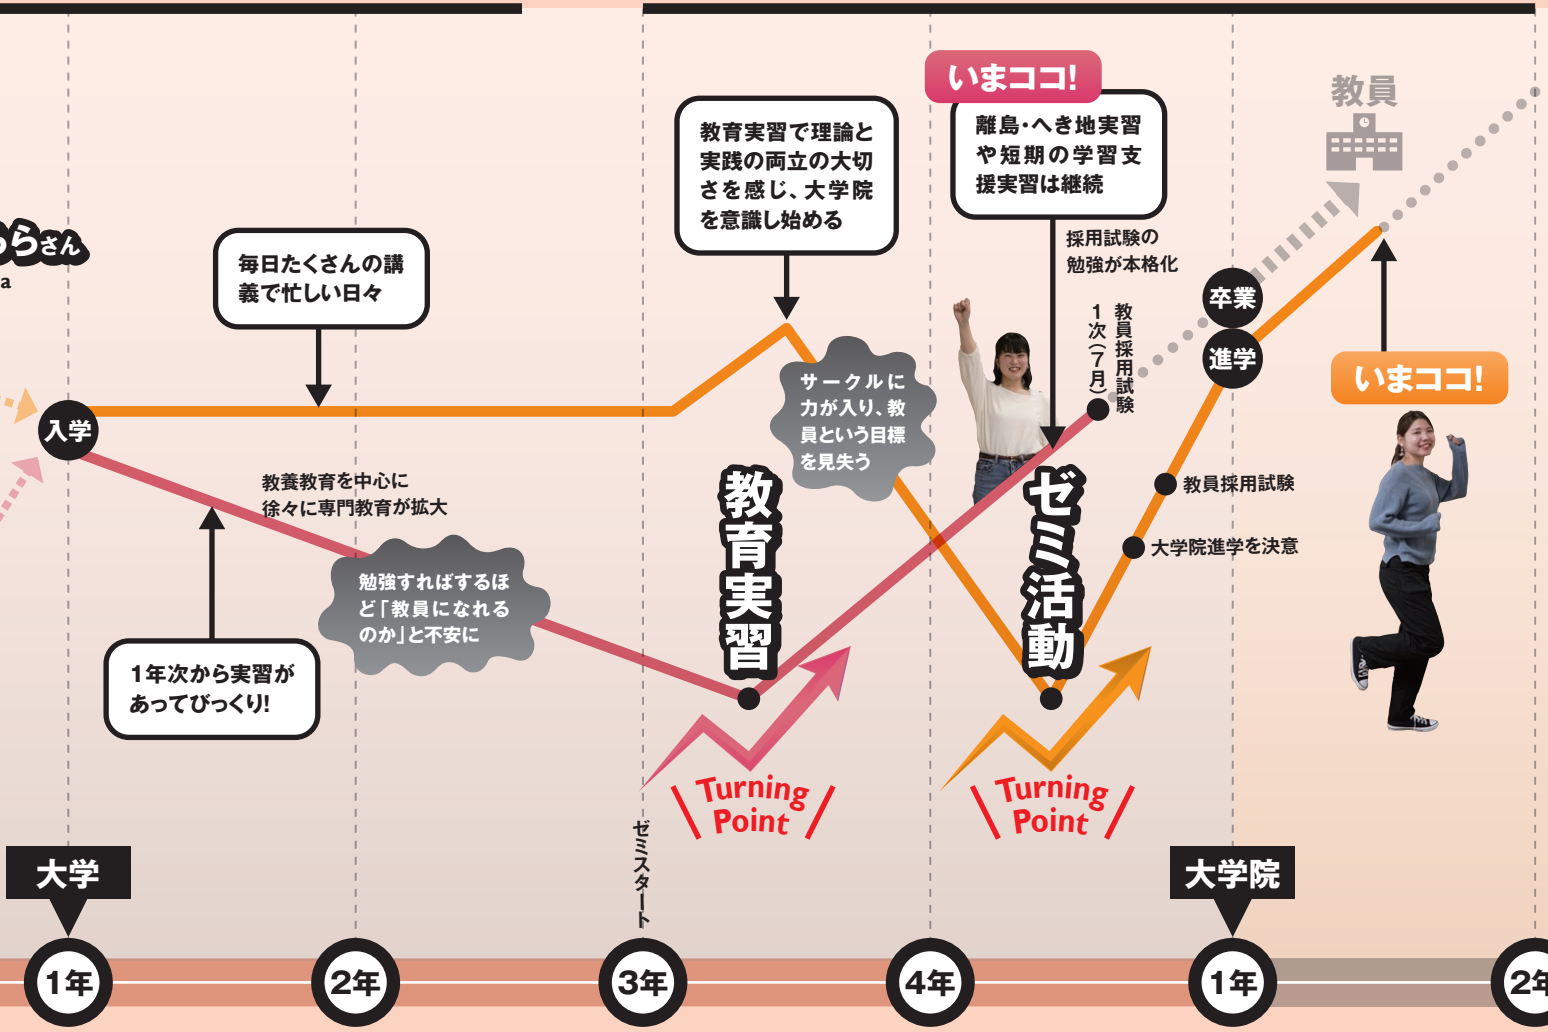 らさん
a
毎日たくさんの講
義で忙しい日々
教育実習で理論と
実践の両立の大切
さを感じ、大学院
を意識し始める
いまココ!
離島・へき地実習
や短期の学習支
援実習は継続
採用試験の
勉強が本格化
教員採用試験
1次(7月)
教員
卒業
進学
いまココ!
入学
サークルに
力が入り、教
員という目標
を見失う
教養教育を中心に
徐々に専門教育が拡大
教育実習
ゼミ活動
教員採用試験
大学院進学を決意
勉強すればするほ
ど「教員になれる
のか」と不安に
1年次から実習が
あってびっくり!
Turning
Point
Turning
Point
ゼミスタート
大学
大学院
1年
2年
3年
4年
1年
2年